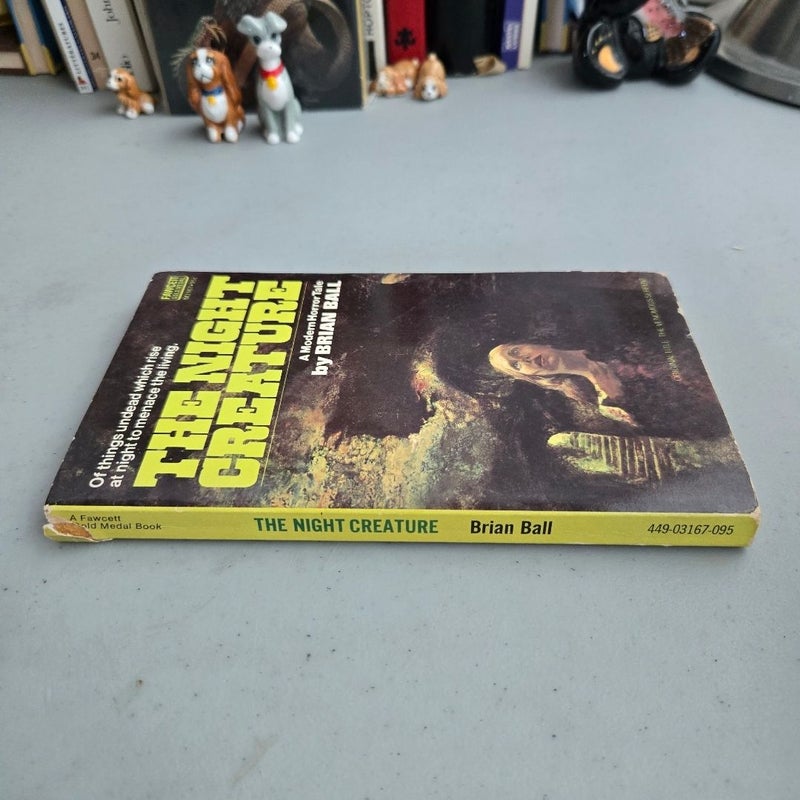 FAWCETT
Of things undead which rise
at night to menace the living.
THE NIGHT
CREATURE
A Modern Horror Tale
by BRIAN BALL
A Fawcett
Gold Medal Book
THE NIGHT CREATURE
Brian Ball
449-03167-095